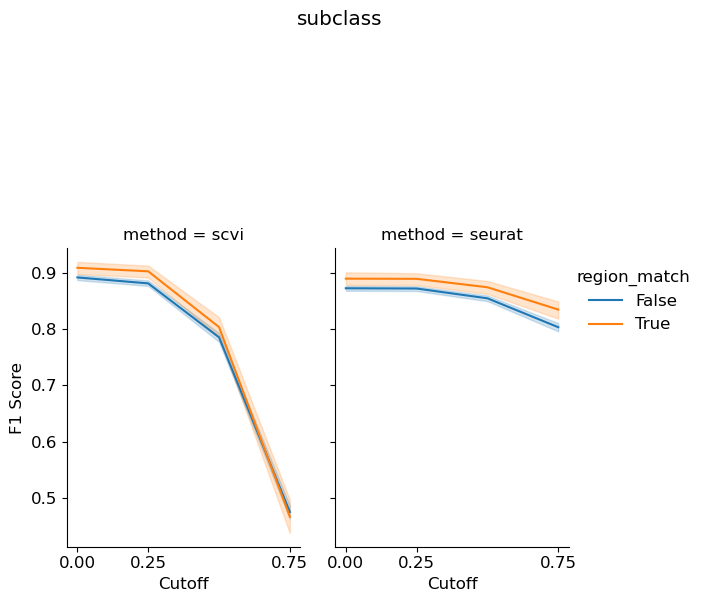 subclass
method = scvi
method = seurat
region_match
False
True
F1 Score
0.9
0.8
0.7
0.6
0.5
0.00 0.25 0.75
0.00 0.25 0.75
Cutoff
Cutoff